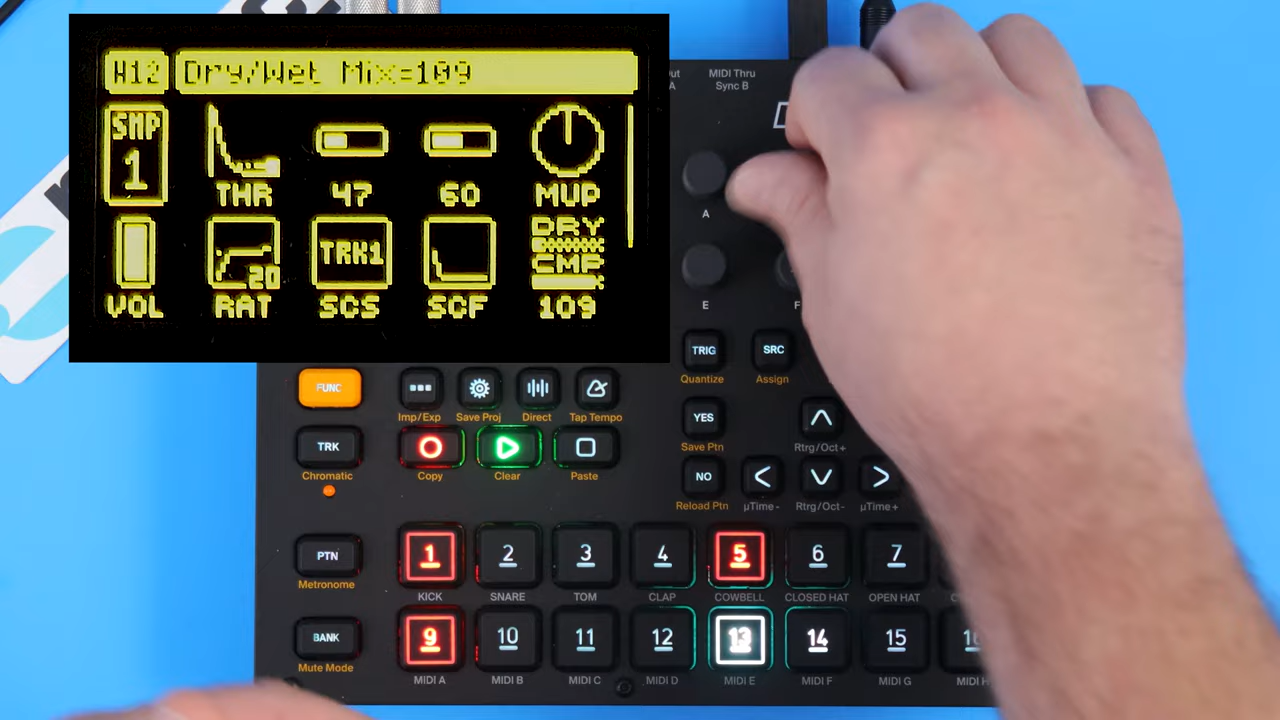 A12 Dry/Wet Mix=109
SMP 1
THR 47 60 MUP
DRY
20 TRK1 CMP
VOL RAT SCS SCF 109
MIDI Thru
Sync B
A
A
E
F
TRIG SRC
Quantize Assign
FUNC
Imp/Exp Save Proj Direct Tap Tempo
YES
Save Ptn Rtrg/Oct+
TRK
Chromatic Copy Clear Paste
NO
Reload Ptn µTime- Rtrg/Oct- µTime+
PTN 1 2 3 4 5 6 7
Metronome KICK SNARE TOM CLAP COWBELL CLOSED HAT OPEN HAT
BANK 9 10 11 12 13 14 15
Mute Mode MIDI A MIDI B MIDI C MIDI D MIDI E MIDI F MIDI G MIDI H